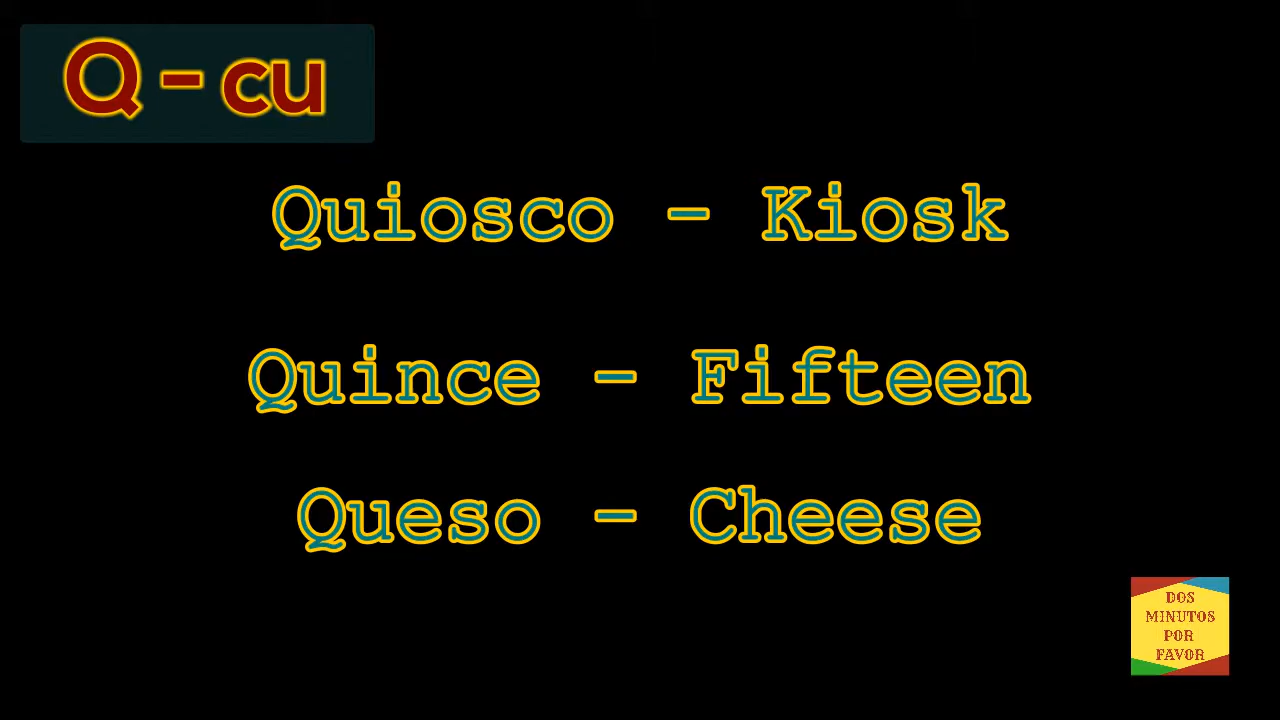 Q - cu
Quiosco - Kiosk
Quince - Fifteen
Queso - Cheese
DOS
MINUTOS
POR
FAVOR